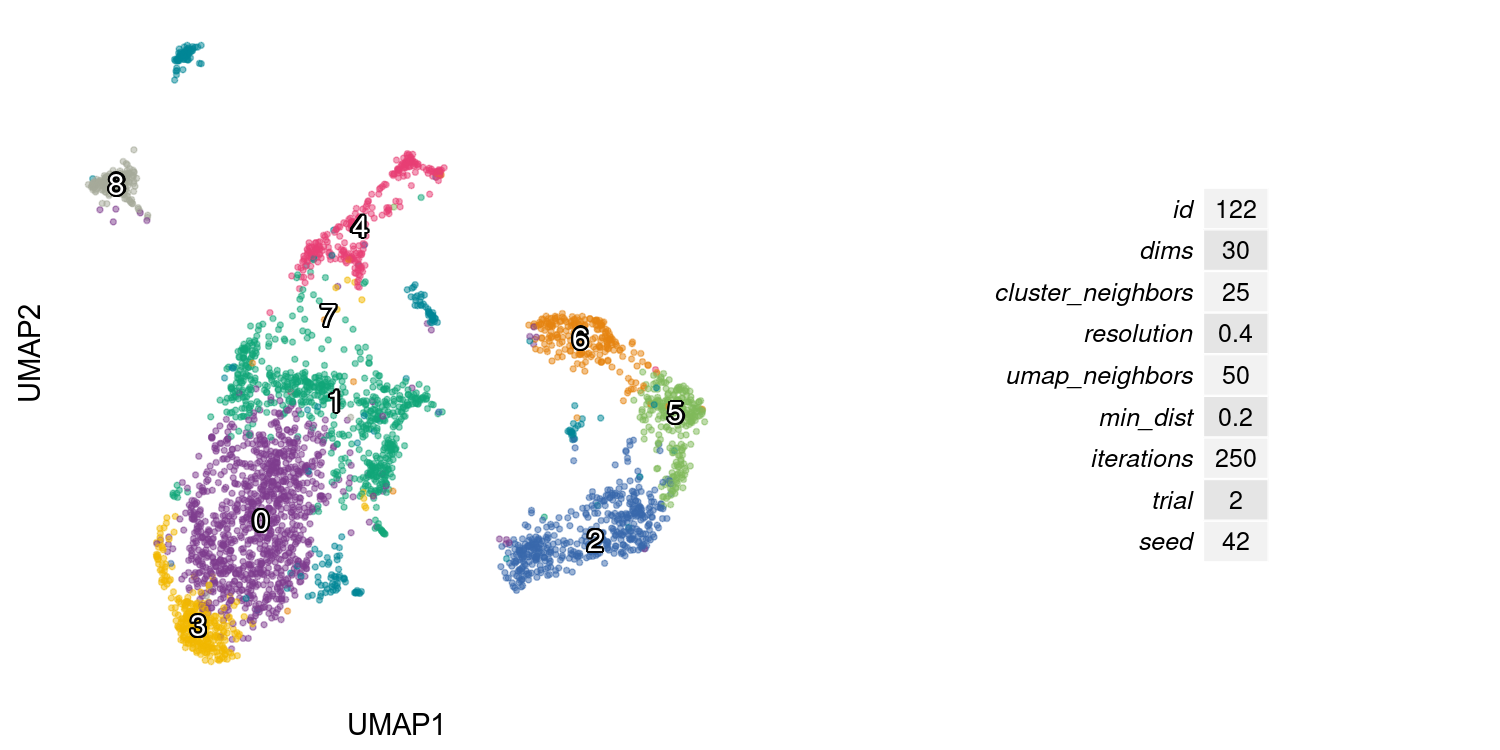 8
4
7
6
1
5
0
2
3
UMAP1
UMAP2
id 122
dims 30
cluster_neighbors 25
resolution 0.4
umap_neighbors 50
min_dist 0.2
iterations 250
trial 2
seed 42